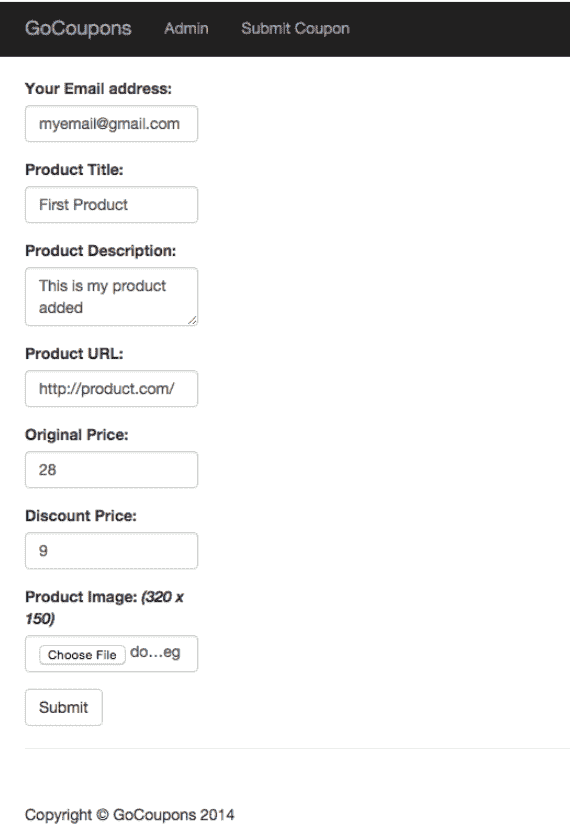 GoCoupons Admin Submit Coupon
Your Email address:
myemail@gmail.com
Product Title:
First Product
Product Description:
This is my product
added
Product URL:
http://product.com/
Original Price:
28
Discount Price:
9
Product Image: (320 x
150)
Choose File do...eg
Submit
Copyright © GoCoupons 2014